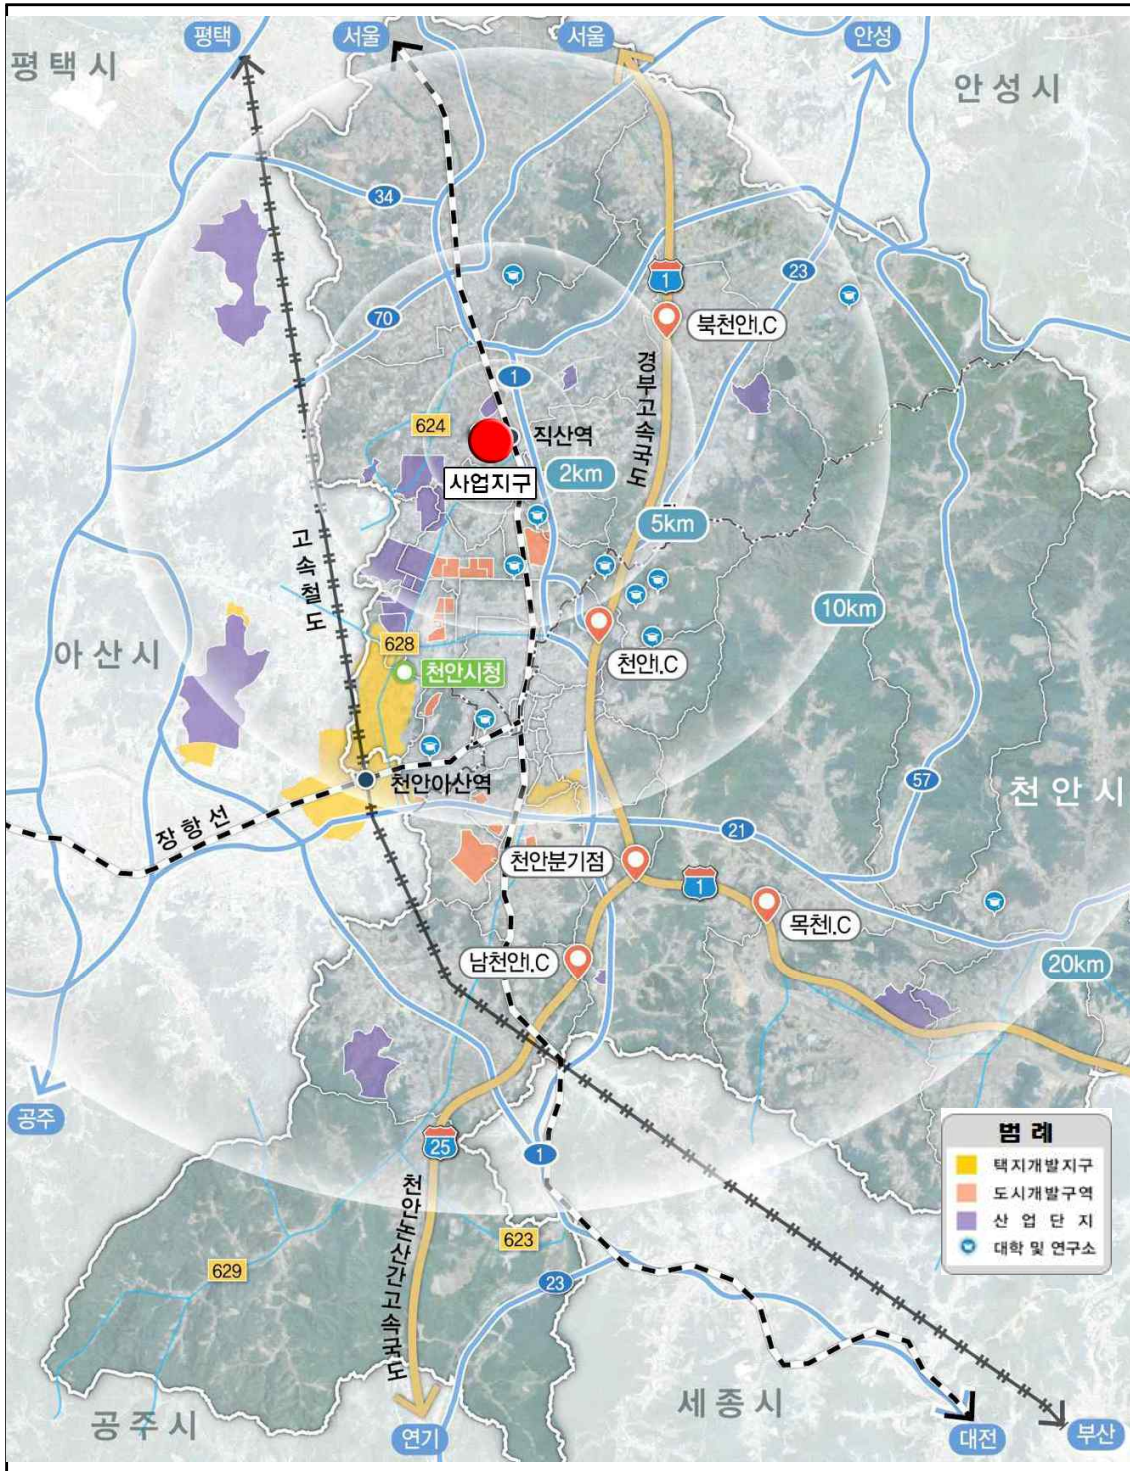 평택
서울
서울
안성
평택시
안성시
34
23
1
70
북천안I.C
경부고속국도
1
624
직산역
사업지구
2km
5km
고속철도
10km
아산시
628
천안시청
천안I.C
천안아산역
57
천안시
장항선
21
천안분기점
1
목천I.C
남천안I.C
20km
공주
25
1
천안논산간고속국도
623
629
23
범례
택지개발지구
도시개발구역
산업단지
대학 및 연구소
공주시
세종시
연기
대전
부산